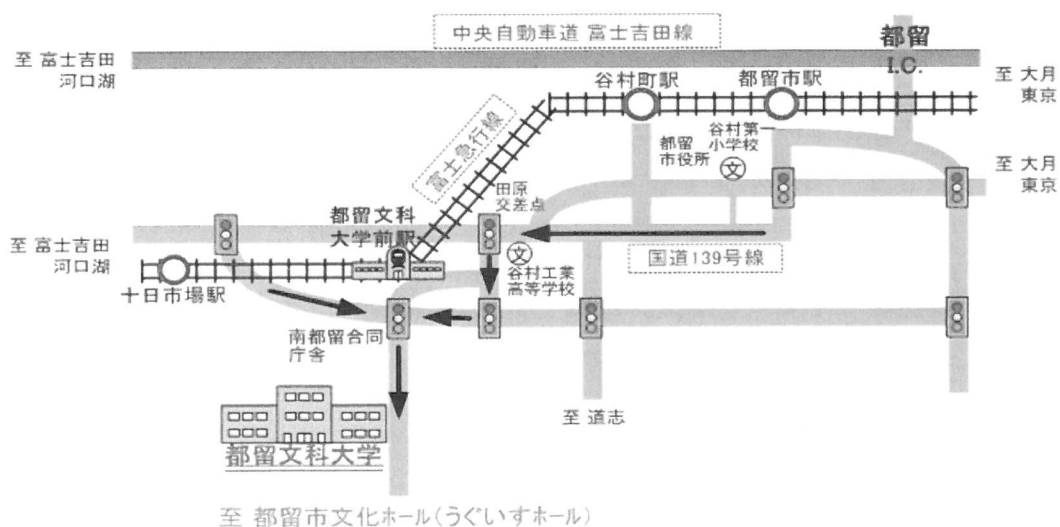 中央自動車道 富士吉田線
都留
I.C.
至 富士吉田
河口湖
至 大月
東京
谷村町駅
都留市駅
富士急行線
都留
市役所
谷村第一
小学校
文
至 大月
東京
田原
交差点
都留文科
大学前駅
至 富士吉田
河口湖
文
谷村工業
高等学校
国道139号線
十日市場駅
南都留合同
庁舎
至 道志
都留文科大学
至 都留市文化ホール(うぐいすホール)